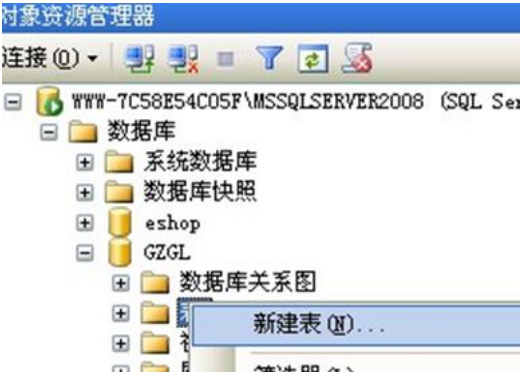 对象资源管理器
连接(O)
WWW-7C58E54C05F\MSSQLSERVER2008 (SQL Ser
数据库
系统数据库
数据库快照
eshop
GZGL
数据库关系图
新建表(N)...